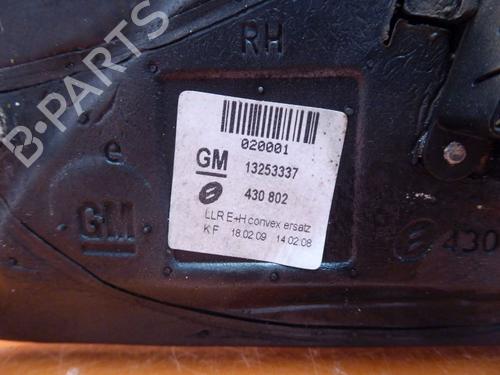 B-PARTS
RH
020001
GM 13253337
430 802
LLR E+H convex ersatz
KF 18.02.09 14.02.08
e
GM
430